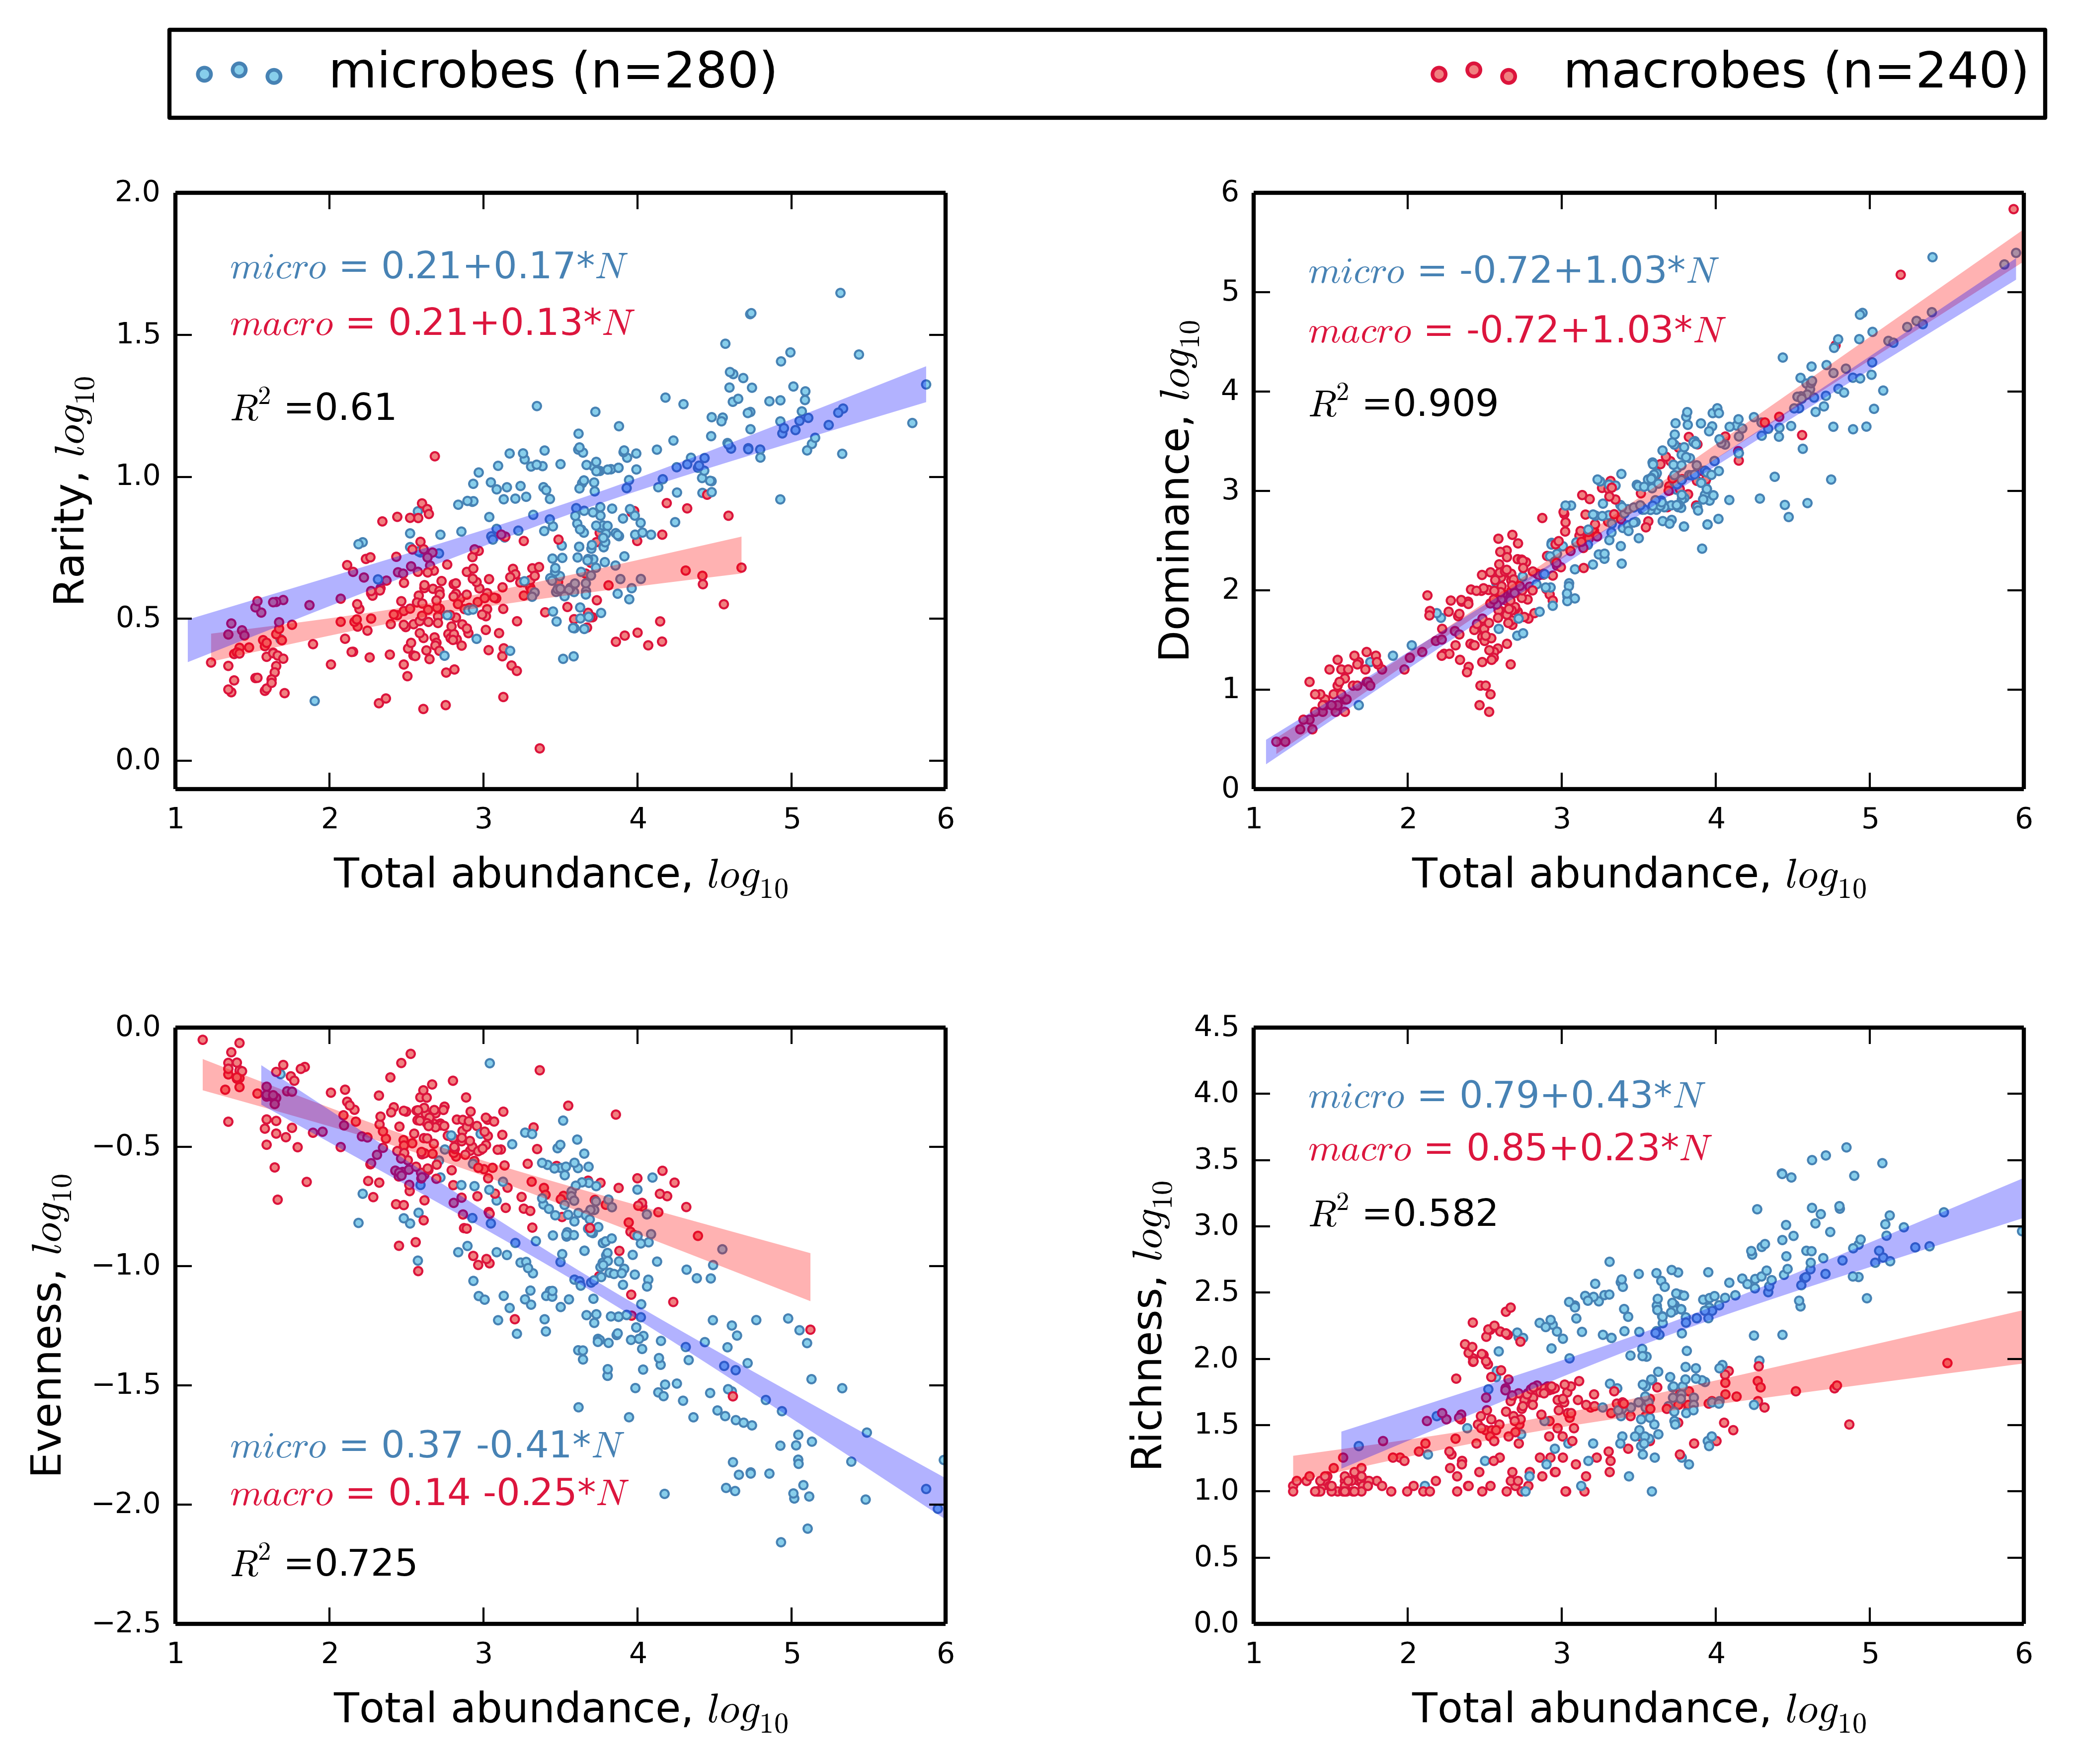 microbes (n=280) macrobes (n=240)
2.0
1.5
1.0
0.5
0.0
Rarity, log10
micro = 0.21+0.17*N
macro = 0.21+0.13*N
R² =0.61
1 2 3 4 5 6
Total abundance, log10
6
5
4
3
2
1
0
Dominance, log10
micro = -0.72+1.03*N
macro = -0.72+1.03*N
R² =0.909
1 2 3 4 5 6
Total abundance, log10
0.0
−0.5
−1.0
−1.5
−2.0
−2.5
Evenness, log10
micro = 0.37 -0.41*N
macro = 0.14 -0.25*N
R² =0.725
1 2 3 4 5 6
Total abundance, log10
4.5
4.0
3.5
3.0
2.5
2.0
1.5
1.0
0.5
0.0
Richness, log10
micro = 0.79+0.43*N
macro = 0.85+0.23*N
R² =0.582
1 2 3 4 5 6
Total abundance, log10